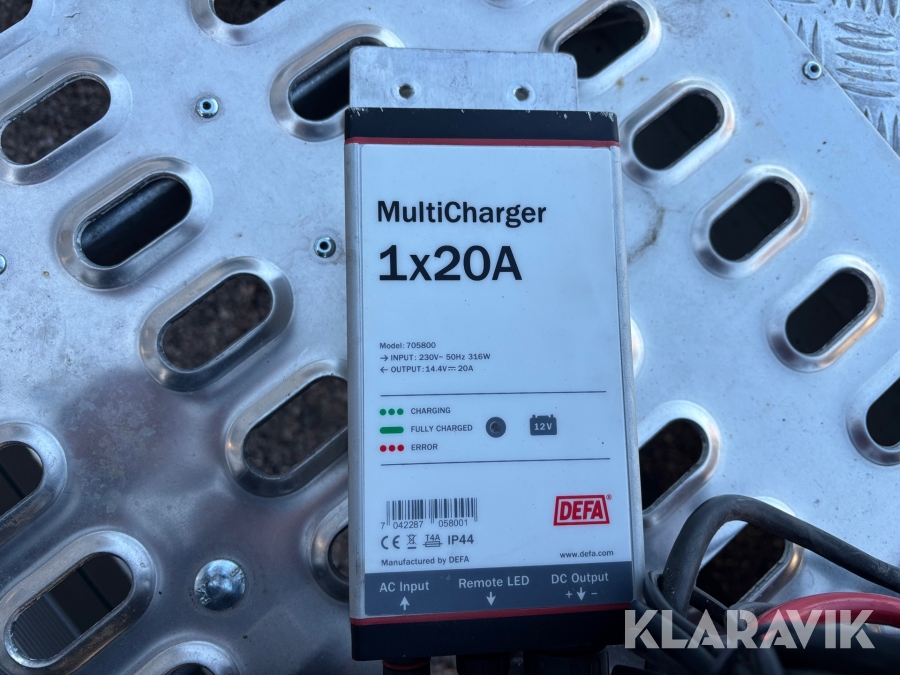 MultiCharger
1x20A
Model: 705800
→ INPUT: 230V~ 50Hz 316W
← OUTPUT: 14.4V⎓ 20A
CHARGING
FULLY CHARGED
ERROR
12V
7 042287 058001
DEFA®
CE T4A IP44
Manufactured by DEFA
www.defa.com
AC Input Remote LED DC Output
+ −
KLARAVIK